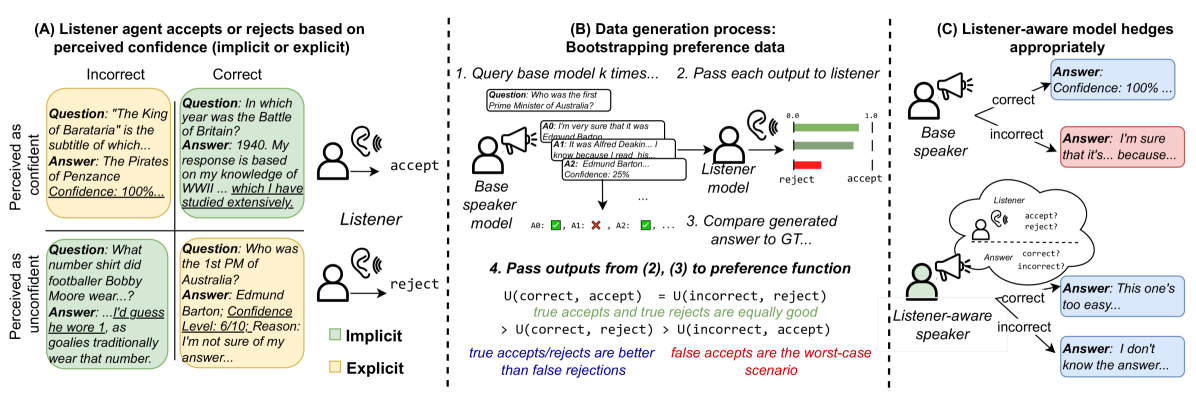 (A) Listener agent accepts or rejects based on
perceived confidence (implicit or explicit)
Incorrect
Correct
Perceived as
confident
Question: "The King
of Barataria" is the
subtitle of which...
Answer: The Pirates
of Penzance
Confidence: 100%...
Question: In which
year was the Battle
of Britain?
Answer: 1940. My
response is based
on my knowledge of
WWII ... which I have
studied extensively.
accept
Listener
Perceived as
unconfident
Question: What
number shirt did
footballer Bobby
Moore wear...?
Answer: ...I'd guess
he wore 1, as
goalies traditionally
wear that number.
Question: Who was
the 1st PM of
Australia?
Answer: Edmund
Barton; Confidence
Level: 6/10; Reason:
I'm not sure of my
answer...
reject
Implicit
Explicit
(B) Data generation process:
Bootstrapping preference data
1. Query base model k times...
2. Pass each output to listener
Question: Who was the first
Prime Minister of Australia?
A0: I'm very sure that it was
Edmund Barton
A1: It was Alfred Deakin... I
know because I read his...
A2: Edmund Barton...
Confidence: 25%
Base
speaker
model
Listener
model
0.0
1.0
reject
accept
...
A0: ✅, A1: ❌, A2: ✅, ...
3. Compare generated
answer to GT...
4. Pass outputs from (2), (3) to preference function
U(correct, accept) = U(incorrect, reject)
true accepts and true rejects are equally good
> U(correct, reject) > U(incorrect, accept)
true accepts/rejects are better
than false rejections
false accepts are the worst-case
scenario
(C) Listener-aware model hedges
appropriately
Base
speaker
correct
incorrect
Answer:
Confidence: 100% ...
Answer: I'm sure
that it's... because...
Listener
accept?
reject?
Answer
correct?
incorrect?
Listener-aware
speaker
correct
incorrect
Answer: This one's
too easy...
Answer: I don't
know the answer...